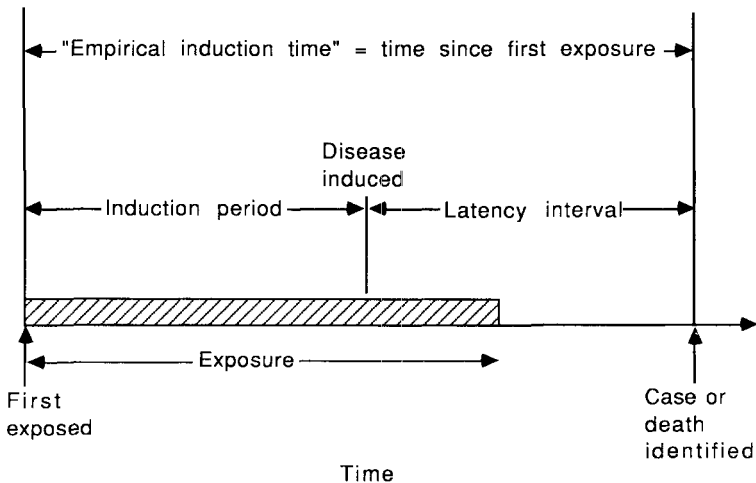 "Empirical induction time" = time since first exposure
Disease
induced
Induction period
Latency interval
Exposure
First
exposed
Case or
death
identified
Time